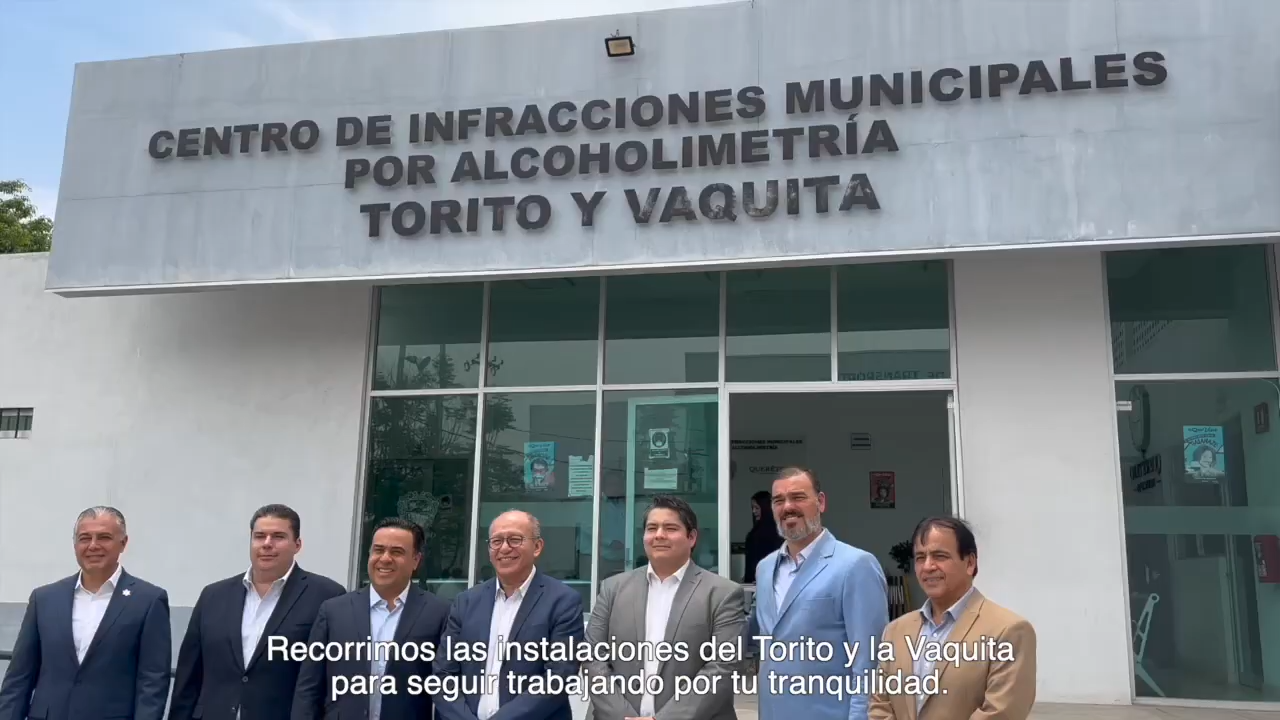 CENTRO DE INFRACCIONES MUNICIPALES
POR ALCOHOLIMETRÍA
TORITO Y VAQUITA
Recorrimos las instalaciones del Torito y la Vaquita
para seguir trabajando por tu tranquilidad.